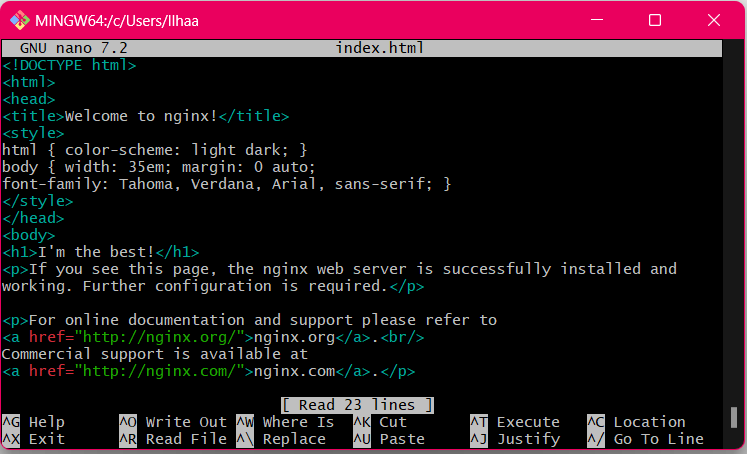 MINGW64:/c/Users/Ilhaa
GNU nano 7.2 index.html
<!DOCTYPE html>
<html>
<head>
<title>Welcome to nginx!</title>
<style>
html { color-scheme: light dark; }
body { width: 35em; margin: 0 auto;
font-family: Tahoma, Verdana, Arial, sans-serif; }
</style>
</head>
<body>
<h1>I'm the best!</h1>
<p>If you see this page, the nginx web server is successfully installed and
working. Further configuration is required.</p>
<p>For online documentation and support please refer to
<a href="http://nginx.org/">nginx.org</a>.<br/>
Commercial support is available at
<a href="http://nginx.com/">nginx.com</a>.</p>
[ Read 23 lines ]
^G Help ^O Write Out ^W Where Is ^K Cut ^T Execute ^C Location
^X Exit ^R Read File ^\ Replace ^U Paste ^J Justify ^/ Go To Line